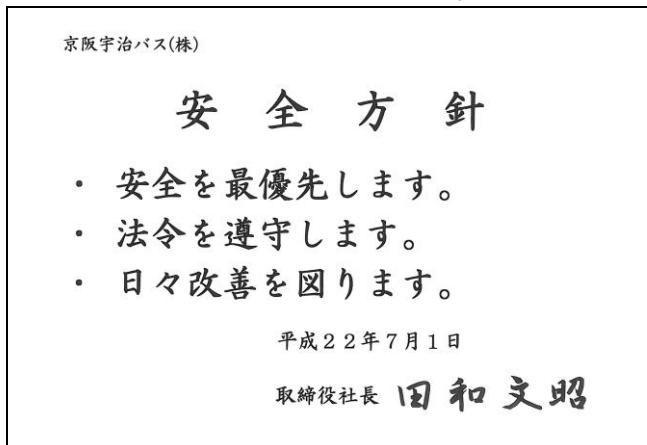 京阪宇治バス(株)
安全方針
・ 安全を最優先します。
・ 法令を遵守します。
・ 日々改善を図ります。
平成22年7月1日
取締役社長 田和文昭